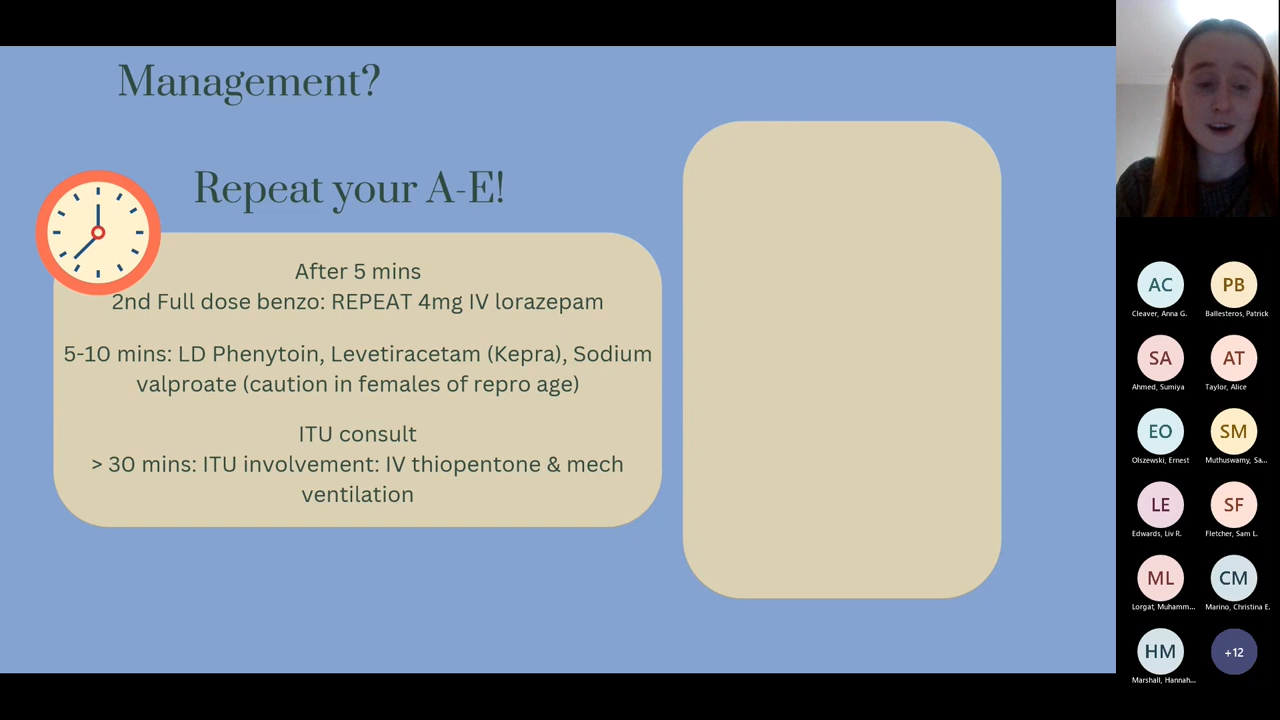 Management?
Repeat your A-E!
After 5 mins
2nd Full dose benzo: REPEAT 4mg IV lorazepam
5-10 mins: LD Phenytoin, Levetiracetam (Kepra), Sodium
valproate (caution in females of repro age)
ITU consult
> 30 mins: ITU involvement: IV thiopentone & mech
ventilation
AC
PB
Cleaver, Anna G.
Ballesteros, Patrick
SA
AT
Ahmed, Sumiya
Taylor, Alice
EO
SM
Olszewski, Ernest
Muthuswamy, Sa...
LE
SF
Edwards, Liv R.
Fletcher, Sam L.
ML
CM
Lorgat, Muhamm...
Marino, Christina E.
HM
+12
Marshall, Hannah...